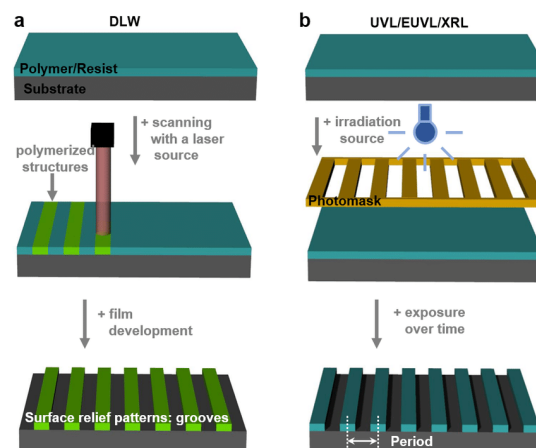 a
DLW
Polymer/Resist
Substrate
+ scanning
with a laser
source
polymerized
structures
+ film
development
Surface relief patterns: grooves
b
UVL/EUVL/XRL
+ irradiation
source
Photomask
+ exposure
over time
Period